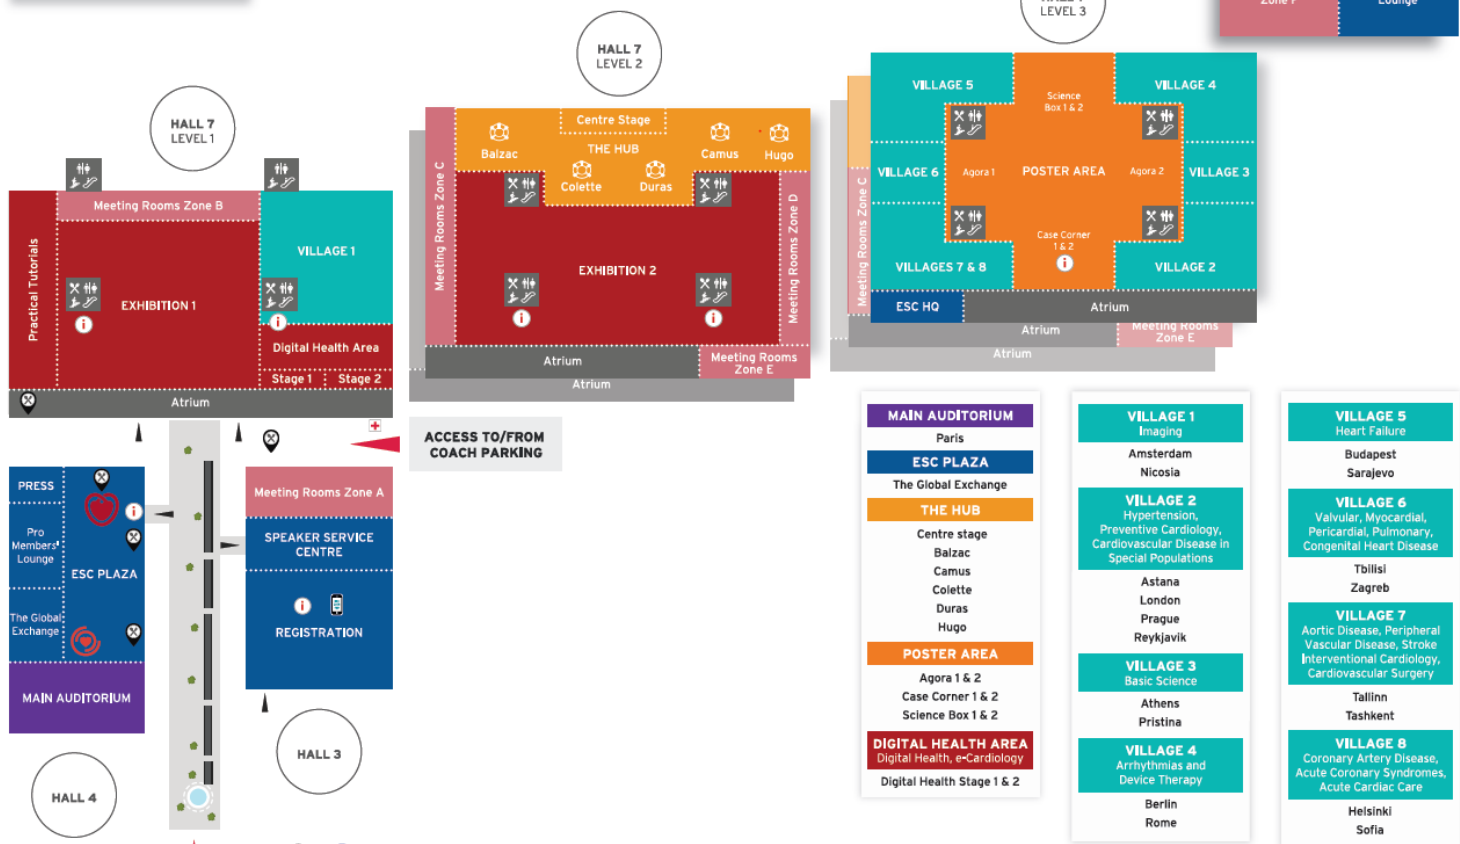 Zone F
Lounge
LEVEL 3
HALL 7
LEVEL 2
HALL 7
LEVEL 1
Meeting Rooms Zone B
Practical Tutorials
EXHIBITION 1
VILLAGE 1
Digital Health Area
Stage 1
Stage 2
Atrium
Meeting Rooms Zone C
Centre Stage
THE HUB
Balzac
Camus
Hugo
Colette
Duras
EXHIBITION 2
Meeting Rooms Zone D
Atrium
Meeting Rooms
Zone E
Atrium
VILLAGE 5
Science
Box 1 & 2
VILLAGE 4
VILLAGE 6
Agora 1
POSTER AREA
Agora 2
VILLAGE 3
Case Corner
1 & 2
VILLAGES 7 & 8
VILLAGE 2
Meeting Rooms Zone C
ESC HQ
Atrium
Atrium
Meeting Rooms
Zone E
Atrium
ACCESS TO/FROM
COACH PARKING
PRESS
Pro
Members'
Lounge
ESC PLAZA
The Global
Exchange
MAIN AUDITORIUM
HALL 4
Meeting Rooms Zone A
SPEAKER SERVICE
CENTRE
REGISTRATION
HALL 3
MAIN AUDITORIUM
Paris
ESC PLAZA
The Global Exchange
THE HUB
Centre stage
Balzac
Camus
Colette
Duras
Hugo
POSTER AREA
Agora 1 & 2
Case Corner 1 & 2
Science Box 1 & 2
DIGITAL HEALTH AREA
Digital Health, e-Cardiology
Digital Health Stage 1 & 2
VILLAGE 1
Imaging
Amsterdam
Nicosia
VILLAGE 2
Hypertension,
Preventive Cardiology,
Cardiovascular Disease in
Special Populations
Astana
London
Prague
Reykjavik
VILLAGE 3
Basic Science
Athens
Pristina
VILLAGE 4
Arrhythmias and
Device Therapy
Berlin
Rome
VILLAGE 5
Heart Failure
Budapest
Sarajevo
VILLAGE 6
Valvular, Myocardial,
Pericardial, Pulmonary,
Congenital Heart Disease
Tbilisi
Zagreb
VILLAGE 7
Aortic Disease, Peripheral
Vascular Disease, Stroke
Interventional Cardiology,
Cardiovascular Surgery
Tallinn
Tashkent
VILLAGE 8
Coronary Artery Disease,
Acute Coronary Syndromes,
Acute Cardiac Care
Helsinki
Sofia